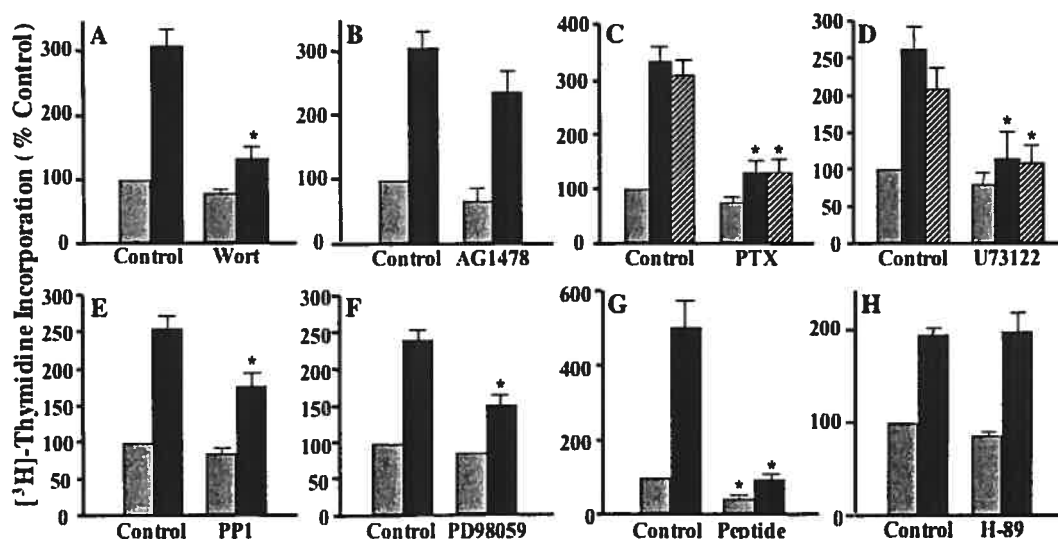 [³H]-Thymidine Incorporation (% Control)
A
300
200
100
0
Control Wort
*
B
300
200
100
0
Control AG1478
C
400
300
200
100
0
Control PTX
* *
D
300
250
200
150
100
50
0
Control U73122
* *
E
300
250
200
150
100
50
0
Control PP1
*
F
300
250
200
150
100
50
0
Control PD98059
*
G
600
400
200
0
Control Peptide
* *
H
200
100
0
Control H-89